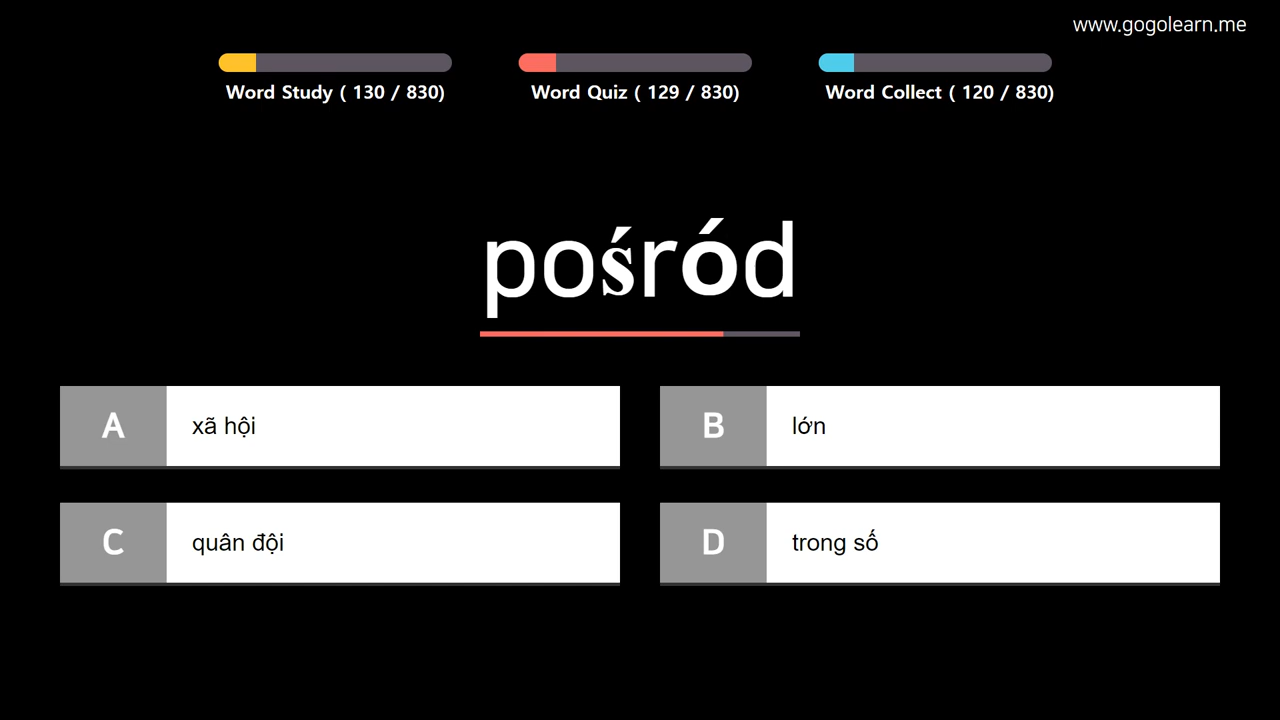 www.gogolearn.me
Word Study ( 130 / 830)
Word Quiz ( 129 / 830)
Word Collect ( 120 / 830)
pośród
A xã hội
B lớn
C quân đội
D trong số